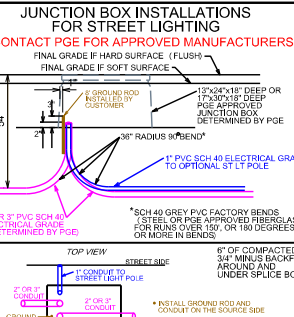 JUNCTION BOX INSTALLATIONS
FOR STREET LIGHTING
ONTACT PGE FOR APPROVED MANUFACTURERS
FINAL GRADE IF HARD SURFACE (FLUSH)
FINAL GRADE IF SOFT SURFACE
8' GROUND ROD
INSTALLED BY
CUSTOMER
13"x24"x18" DEEP OR
17"x30"x18" DEEP
PGE APPROVED
JUNCTION BOX
DETERMINED BY PGE
3"
2"
36" RADIUS 90°BEND*
1" PVC SCH 40 ELECTRICAL GRA
TO OPTIONAL ST LT POLE
OR 3" PVC SCH 40
CTRICAL GRADE
TERMINED BY PGE)
*SCH 40 GREY PVC FACTORY BENDS
( STEEL OR PGE APPROVED FIBERGLAS
FOR RUNS OVER 150', OR 180 DEGREES
OR MORE IN BENDS)
TOP VIEW
STREET SIDE
1" CONDUIT TO
STREET LIGHT POLE
6" OF COMPACTED
3/4" MINUS BACKF
AROUND AND
UNDER SPLICE BO
2" OR 3"
CONDUIT
2" OR 3"
CONDUIT
* INSTALL GROUND ROD AND
CONDUIT ON THE SOURCE SIDE
GROUND